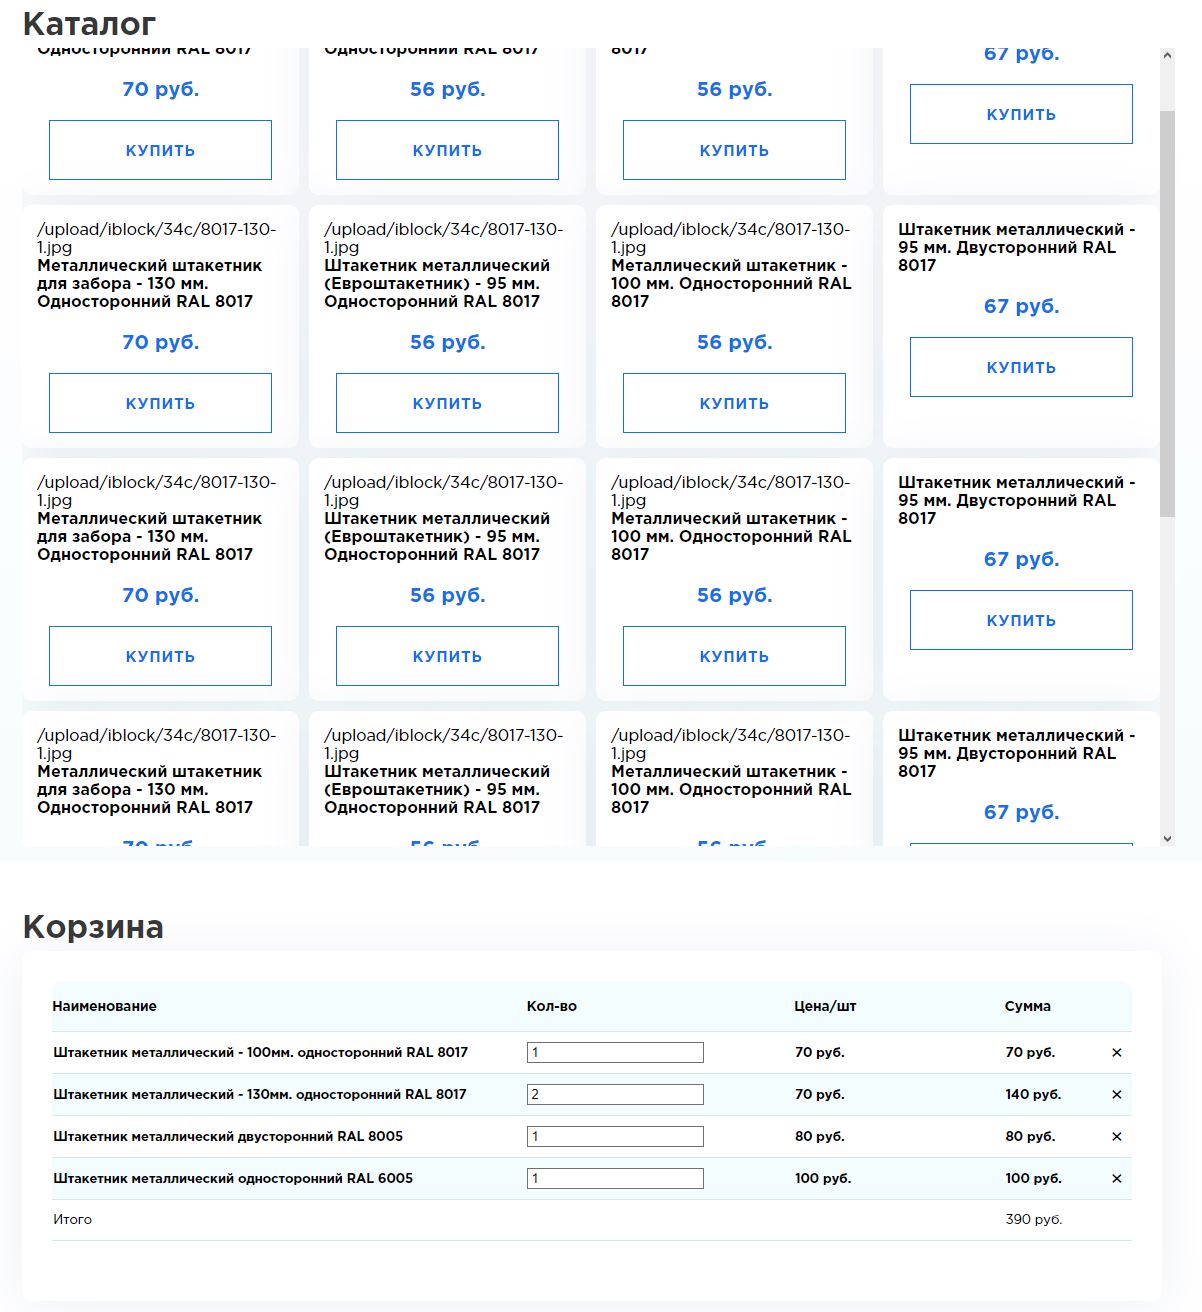 Каталог
Односторонний RAL 8017
Односторонний RAL 8017
8017
67 руб.
70 руб.
56 руб.
56 руб.
КУПИТЬ
КУПИТЬ
КУПИТЬ
КУПИТЬ
/upload/iblock/34c/8017-130-
1.jpg
Металлический штакетник
для забора - 130 мм.
Односторонний RAL 8017
70 руб.
КУПИТЬ
/upload/iblock/34c/8017-130-
1.jpg
Штакетник металлический
(Евроштакетник) - 95 мм.
Односторонний RAL 8017
56 руб.
КУПИТЬ
/upload/iblock/34c/8017-130-
1.jpg
Металлический штакетник -
100 мм. Односторонний RAL
8017
56 руб.
КУПИТЬ
Штакетник металлический -
95 мм. Двусторонний RAL
8017
67 руб.
КУПИТЬ
/upload/iblock/34c/8017-130-
1.jpg
Металлический штакетник
для забора - 130 мм.
Односторонний RAL 8017
70 руб.
КУПИТЬ
/upload/iblock/34c/8017-130-
1.jpg
Штакетник металлический
(Евроштакетник) - 95 мм.
Односторонний RAL 8017
56 руб.
КУПИТЬ
/upload/iblock/34c/8017-130-
1.jpg
Металлический штакетник -
100 мм. Односторонний RAL
8017
56 руб.
КУПИТЬ
Штакетник металлический -
95 мм. Двусторонний RAL
8017
67 руб.
КУПИТЬ
/upload/iblock/34c/8017-130-
1.jpg
Металлический штакетник
для забора - 130 мм.
Односторонний RAL 8017
70 руб.
/upload/iblock/34c/8017-130-
1.jpg
Штакетник металлический
(Евроштакетник) - 95 мм.
Односторонний RAL 8017
56 руб.
/upload/iblock/34c/8017-130-
1.jpg
Металлический штакетник -
100 мм. Односторонний RAL
8017
56 руб.
Штакетник металлический -
95 мм. Двусторонний RAL
8017
67 руб.
Корзина
Наименование Кол-во Цена/шт Сумма
Штакетник металлический - 100мм. односторонний RAL 8017 1 70 руб. 70 руб. ×
Штакетник металлический - 130мм. односторонний RAL 8017 2 70 руб. 140 руб. ×
Штакетник металлический двусторонний RAL 8005 1 80 руб. 80 руб. ×
Штакетник металлический односторонний RAL 6005 1 100 руб. 100 руб. ×
Итого 390 руб.